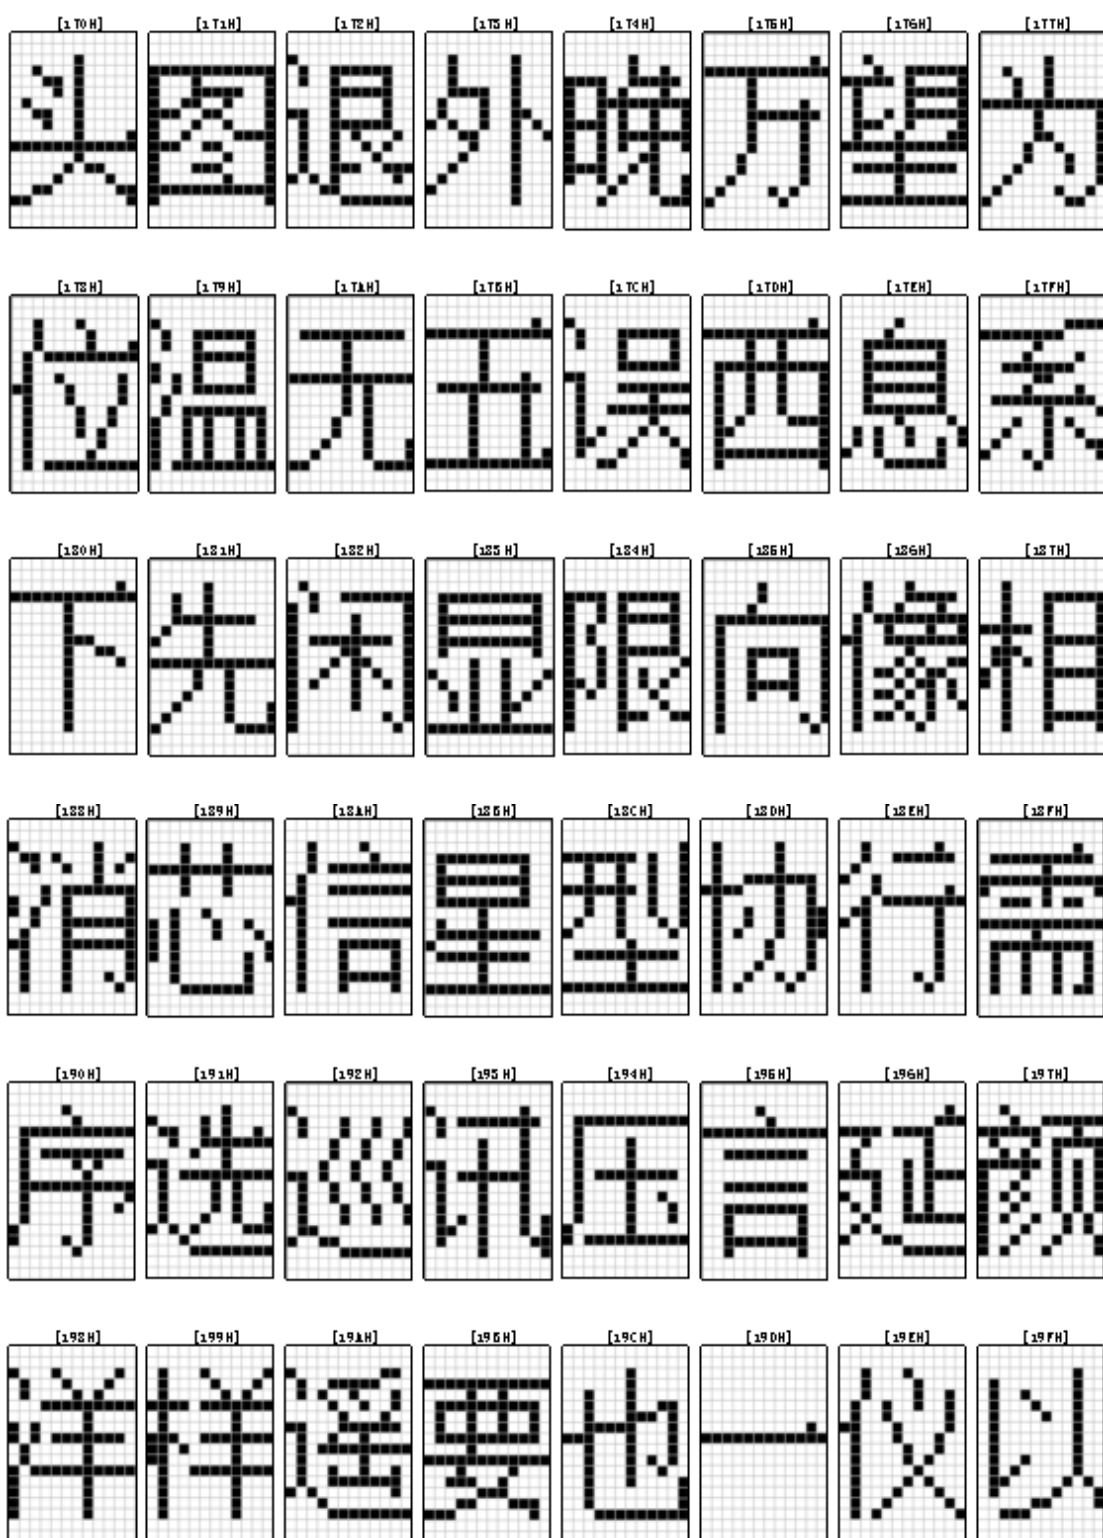 [170H] [171H] [172H] [173H] [174H] [175H] [176H] [177H]
头 图 退 外 晚 万 望 为
[178H] [179H] [17AH] [17BH] [17CH] [17DH] [17EH] [17FH]
位 温 无 五 误 西 息 系
[180H] [181H] [182H] [183H] [184H] [185H] [186H] [187H]
下 先 闲 显 限 向 像 相
[188H] [189H] [18AH] [18BH] [18CH] [18DH] [18EH] [18FH]
消 芯 信 星 型 协 行 需
[190H] [191H] [192H] [193H] [194H] [195H] [196H] [197H]
序 选 巡 讯 压 言 延 颜
[198H] [199H] [19AH] [19BH] [19CH] [19DH] [19EH] [19FH]
洋 样 遥 要 也 一 仪 以